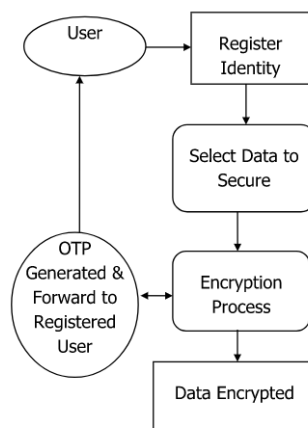 User
Register
Identity
Select Data to
Secure
OTP
Generated &
Forward to
Registered
User
Encryption
Process
Data Encrypted